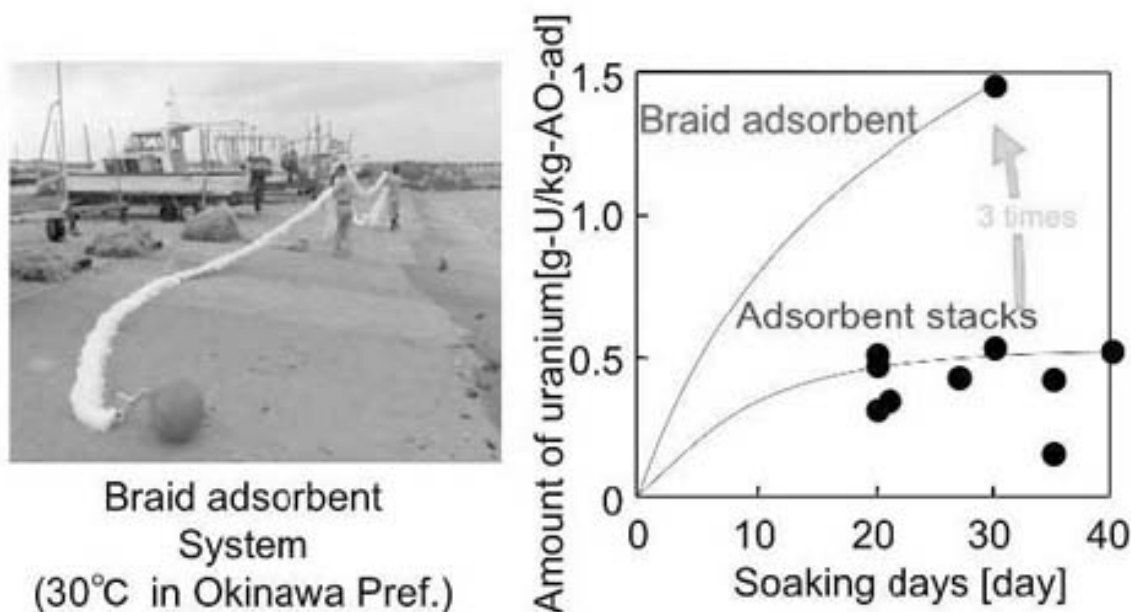 Braid adsorbent
System
(30°C in Okinawa Pref.)
Amount of uranium[g-U/kg-AO-ad]
1.5
1.0
0.5
0
Braid adsorbent
3 times
Adsorbent stacks
0 10 20 30 40
Soaking days [day]